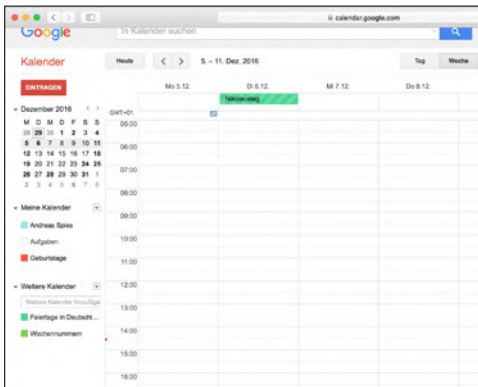 calendar.google.com
Google
In Kalender suchen
Kalender
Heute
5. – 11. Dez. 2016
Tag
Woche
EINTRAGEN
Mo 5.12.
Di 6.12.
Mi 7.12.
Do 8.12.
Nikolaustag
GMT+01
Dezember 2016
M D M D F S S
28 29 30 1 2 3 4
5 6 7 8 9 10 11
12 13 14 15 16 17 18
19 20 21 22 23 24 25
26 27 28 29 30 31 1
2 3 4 5 6 7 8
Meine Kalender
Andreas Spies
Aufgaben
Geburtstage
Weitere Kalender
Weitere Kalender hinzufüge
Feiertage in Deutschl...
Wochennummern
05:00
06:00
07:00
08:00
09:00
10:00
11:00
12:00
13:00
14:00
15:00
16:00